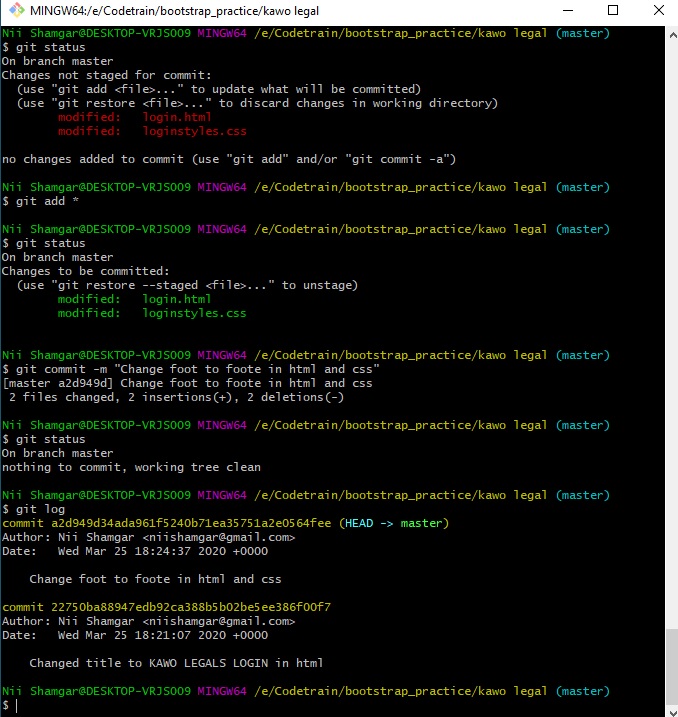 MINGW64:/e/Codetrain/bootstrap_practice/kawo legal
Nii Shamgar@DESKTOP-VRJSOO9 MINGW64 /e/Codetrain/bootstrap_practice/kawo legal (master)
$ git status
On branch master
Changes not staged for commit:
  (use "git add <file>..." to update what will be committed)
  (use "git restore <file>..." to discard changes in working directory)
        modified:   login.html
        modified:   loginstyles.css

no changes added to commit (use "git add" and/or "git commit -a")

Nii Shamgar@DESKTOP-VRJSOO9 MINGW64 /e/Codetrain/bootstrap_practice/kawo legal (master)
$ git add *

Nii Shamgar@DESKTOP-VRJSOO9 MINGW64 /e/Codetrain/bootstrap_practice/kawo legal (master)
$ git status
On branch master
Changes to be committed:
  (use "git restore --staged <file>..." to unstage)
        modified:   login.html
        modified:   loginstyles.css

Nii Shamgar@DESKTOP-VRJSOO9 MINGW64 /e/Codetrain/bootstrap_practice/kawo legal (master)
$ git commit -m "Change foot to foote in html and css"
[master a2d949d] Change foot to foote in html and css
 2 files changed, 2 insertions(+), 2 deletions(-)

Nii Shamgar@DESKTOP-VRJSOO9 MINGW64 /e/Codetrain/bootstrap_practice/kawo legal (master)
$ git status
On branch master
nothing to commit, working tree clean

Nii Shamgar@DESKTOP-VRJSOO9 MINGW64 /e/Codetrain/bootstrap_practice/kawo legal (master)
$ git log
commit a2d949d34ada961f5240b71ea35751a2e0564fee (HEAD -> master)
Author: Nii Shamgar <niishamgar@gmail.com>
Date:   Wed Mar 25 18:24:37 2020 +0000

    Change foot to foote in html and css

commit 22750ba88947edb92ca388b5b02be5ee386f00f7
Author: Nii Shamgar <niishamgar@gmail.com>
Date:   Wed Mar 25 18:21:07 2020 +0000

    Changed title to KAWO LEGALS LOGIN in html

Nii Shamgar@DESKTOP-VRJSOO9 MINGW64 /e/Codetrain/bootstrap_practice/kawo legal (master)
$